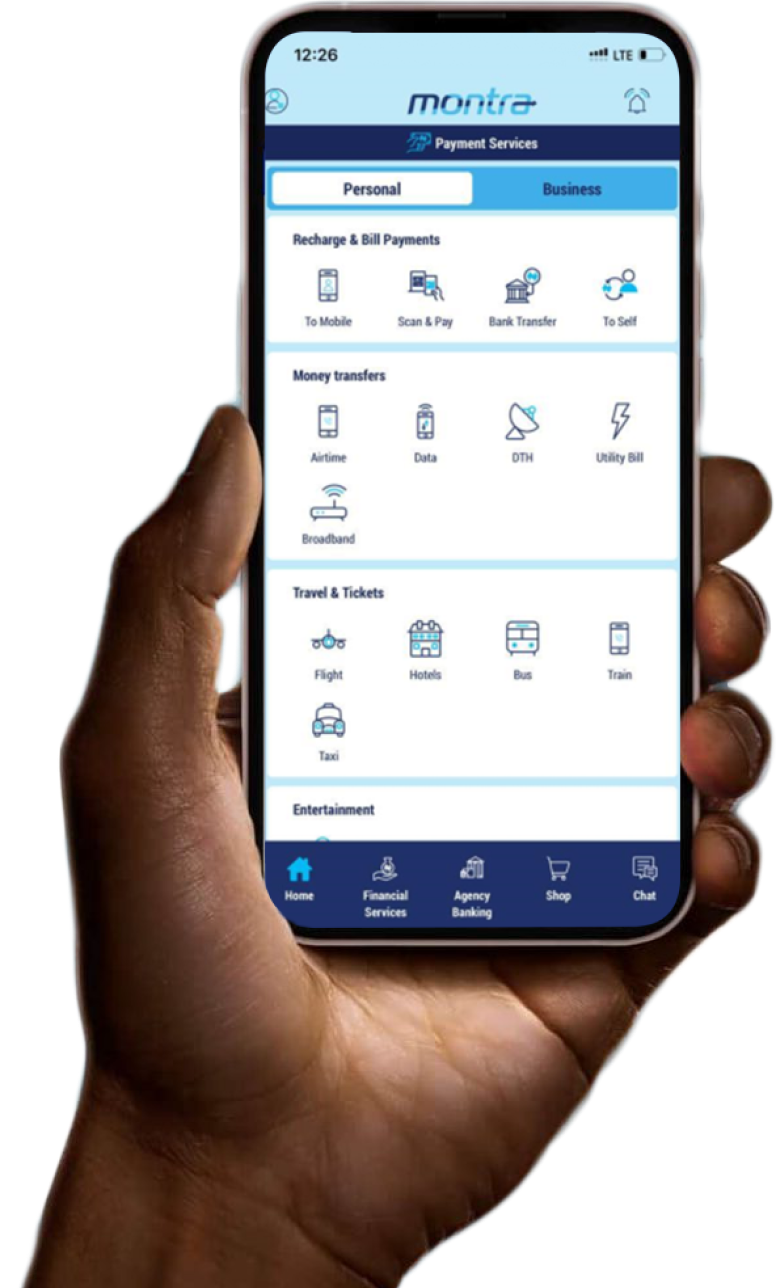 12:26 LTE
montra
Payment Services
Personal Business
Recharge & Bill Payments
To Mobile Scan & Pay Bank Transfer To Self
Money transfers
Airtime Data DTH Utility Bill
Broadband
Travel & Tickets
Flight Hotels Bus Train
Taxi
Entertainment
Home Financial Services Agency Banking Shop Chat